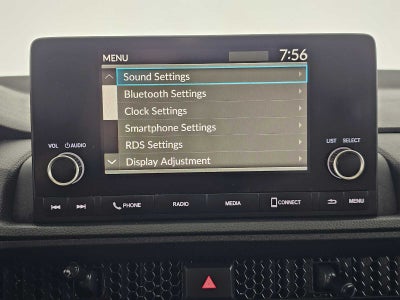 MENU 7:56
Sound Settings
Bluetooth Settings
Clock Settings
Smartphone Settings
RDS Settings
Display Adjustment
VOL AUDIO
LIST SELECT
PHONE RADIO MEDIA CONNECT MENU